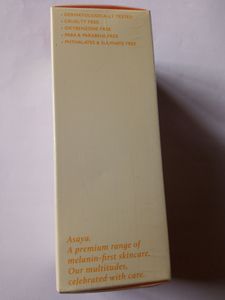 • DERMATOLOGICALLY TESTED
• CRUELTY FREE
• OXYBENZONE FREE
• PABA & PARABENS FREE
• PHTHALATES & SULPHATE FREE
Asaya.
A premium range of
melanin-first skincare.
Our multitudes,
celebrated with care.